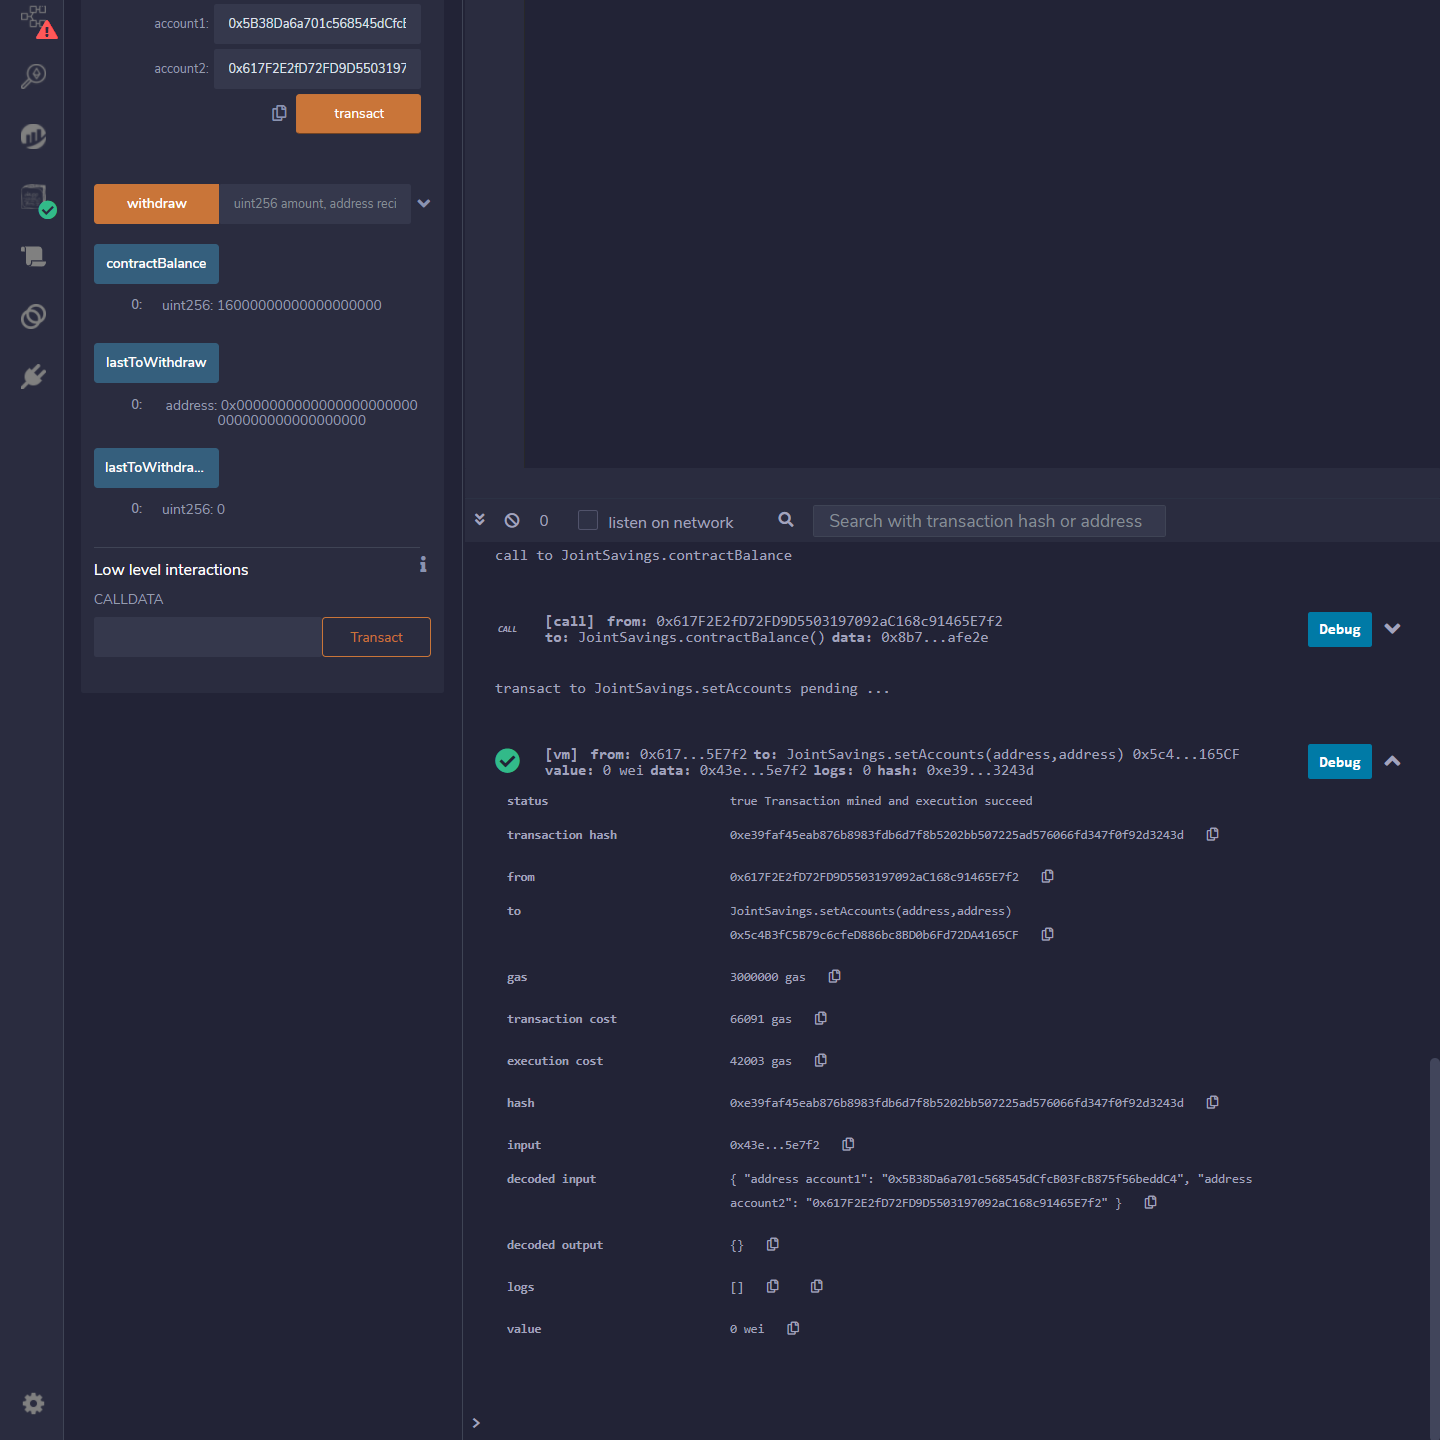 account1: 0x5B38Da6a701c568545dCfcB
account2: 0x617F2E2fD72FD9D5503197
transact
withdraw uint256 amount, address reci
contractBalance
0: uint256: 16000000000000000000
lastToWithdraw
0: address: 0x0000000000000000000000
000000000000000000
lastToWithdra...
0: uint256: 0
Low level interactions
CALLDATA
Transact
0 listen on network Search with transaction hash or address
call to JointSavings.contractBalance
CALL [call] from: 0x617F2E2fD72FD9D5503197092aC168c91465E7f2
to: JointSavings.contractBalance() data: 0x8b7...afe2e
Debug
transact to JointSavings.setAccounts pending ...
[vm] from: 0x617...5E7f2 to: JointSavings.setAccounts(address,address) 0x5c4...165CF
value: 0 wei data: 0x43e...5e7f2 logs: 0 hash: 0xe39...3243d
Debug
status true Transaction mined and execution succeed
transaction hash 0xe39faf45eab876b8983fdb6d7f8b5202bb507225ad576066fd347f0f92d3243d
from 0x617F2E2fD72FD9D5503197092aC168c91465E7f2
to JointSavings.setAccounts(address,address)
0x5c4B3fC5B79c6cfeD886bc8BD0b6Fd72DA4165CF
gas 3000000 gas
transaction cost 66091 gas
execution cost 42003 gas
hash 0xe39faf45eab876b8983fdb6d7f8b5202bb507225ad576066fd347f0f92d3243d
input 0x43e...5e7f2
decoded input { "address account1": "0x5B38Da6a701c568545dCfcB03FcB875f56beddC4", "address
account2": "0x617F2E2fD72FD9D5503197092aC168c91465E7f2" }
decoded output {}
logs []
value 0 wei
>